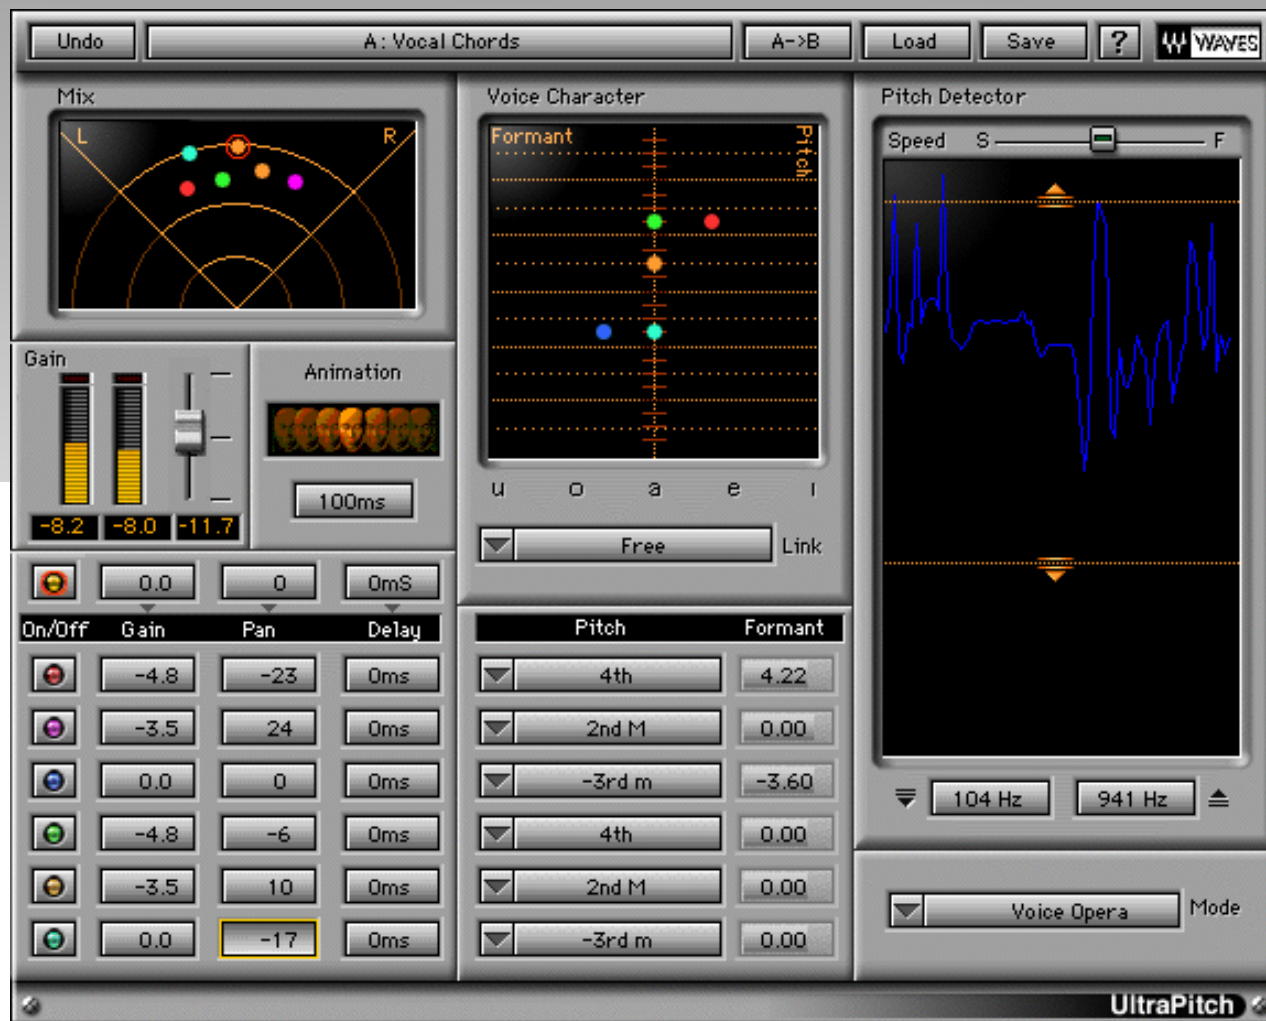 Undo A: Vocal Chords A->B Load Save ? WAVES
Mix
L R
Voice Character
Formant Pitch
u o a e i
Free Link
Pitch Detector
Speed S F
104 Hz 941 Hz
Voice Opera Mode
Gain
-8.2 -8.0 -11.7
Animation
100ms
0.0 0 0mS
On/Off Gain Pan Delay Pitch Formant
-4.8 -23 0ms 4th 4.22
-3.5 24 0ms 2nd M 0.00
0.0 0 0ms -3rd m -3.60
-4.8 -6 0ms 4th 0.00
-3.5 10 0ms 2nd M 0.00
0.0 -17 0ms -3rd m 0.00
UltraPitch